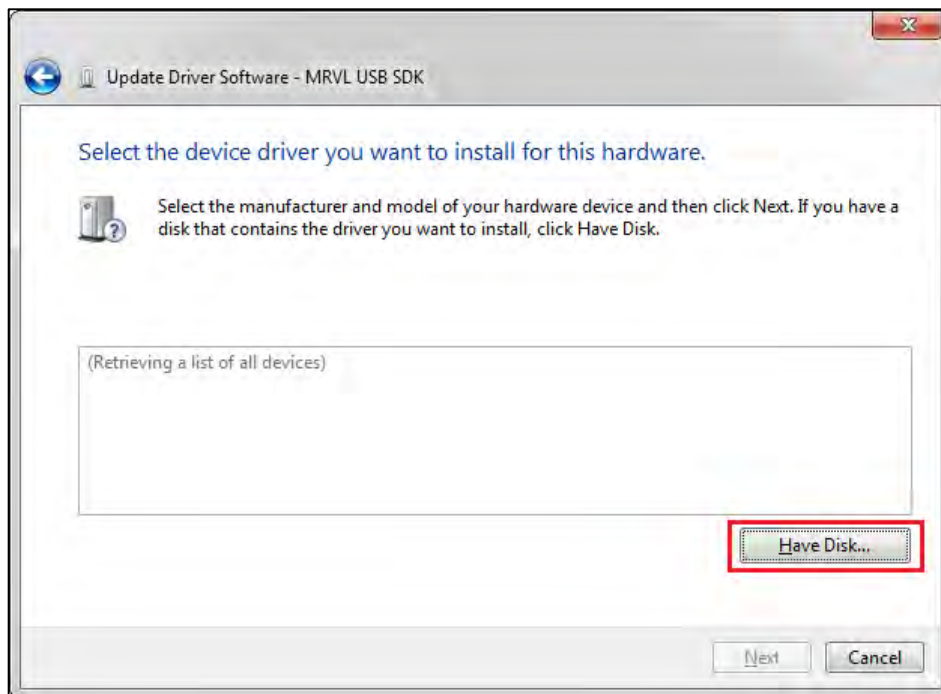 Update Driver Software - MRVL USB SDK
Select the device driver you want to install for this hardware.
Select the manufacturer and model of your hardware device and then click Next. If you have a
disk that contains the driver you want to install, click Have Disk.
(Retrieving a list of all devices)
Have Disk...
Next Cancel